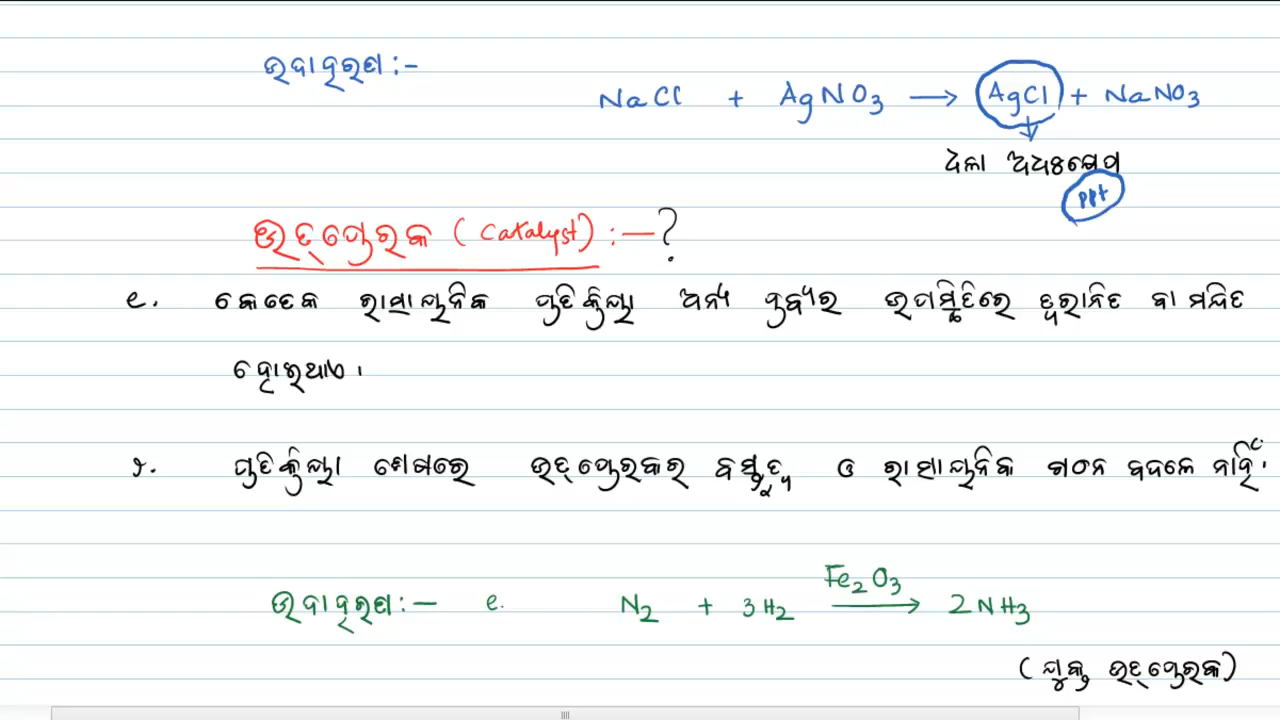 ଉଦାହରଣ :-
NaCl + AgNO3 → AgCl + NaNO3
ଧଳା ଅଧଃକ୍ଷେପ
ppt
ଉତ୍ପ୍ରେରକ (Catalyst) :— ?
୧. କେତେକ ରାସାୟନିକ ପ୍ରତିକ୍ରିୟା ଅନ୍ୟ ଦ୍ରବ୍ୟର ଉପସ୍ଥିତିରେ ତ୍ୱରାନିତ ବା ମନ୍ଦିତ
ହୋଇଥାଏ ।
୨. ପ୍ରତିକ୍ରିୟା ଶେଷରେ ଉତ୍ପ୍ରେରକର ବସ୍ତୁତ୍ୱ ଓ ରାସାୟନିକ ଗଠନ ବଦଳେ ନାହିଁ ।
ଉଦାହରଣ :— ୧. N2 + 3H2 Fe2O3 → 2NH3
(ଯୁକ୍ତ ଉତ୍ପ୍ରେରକ)